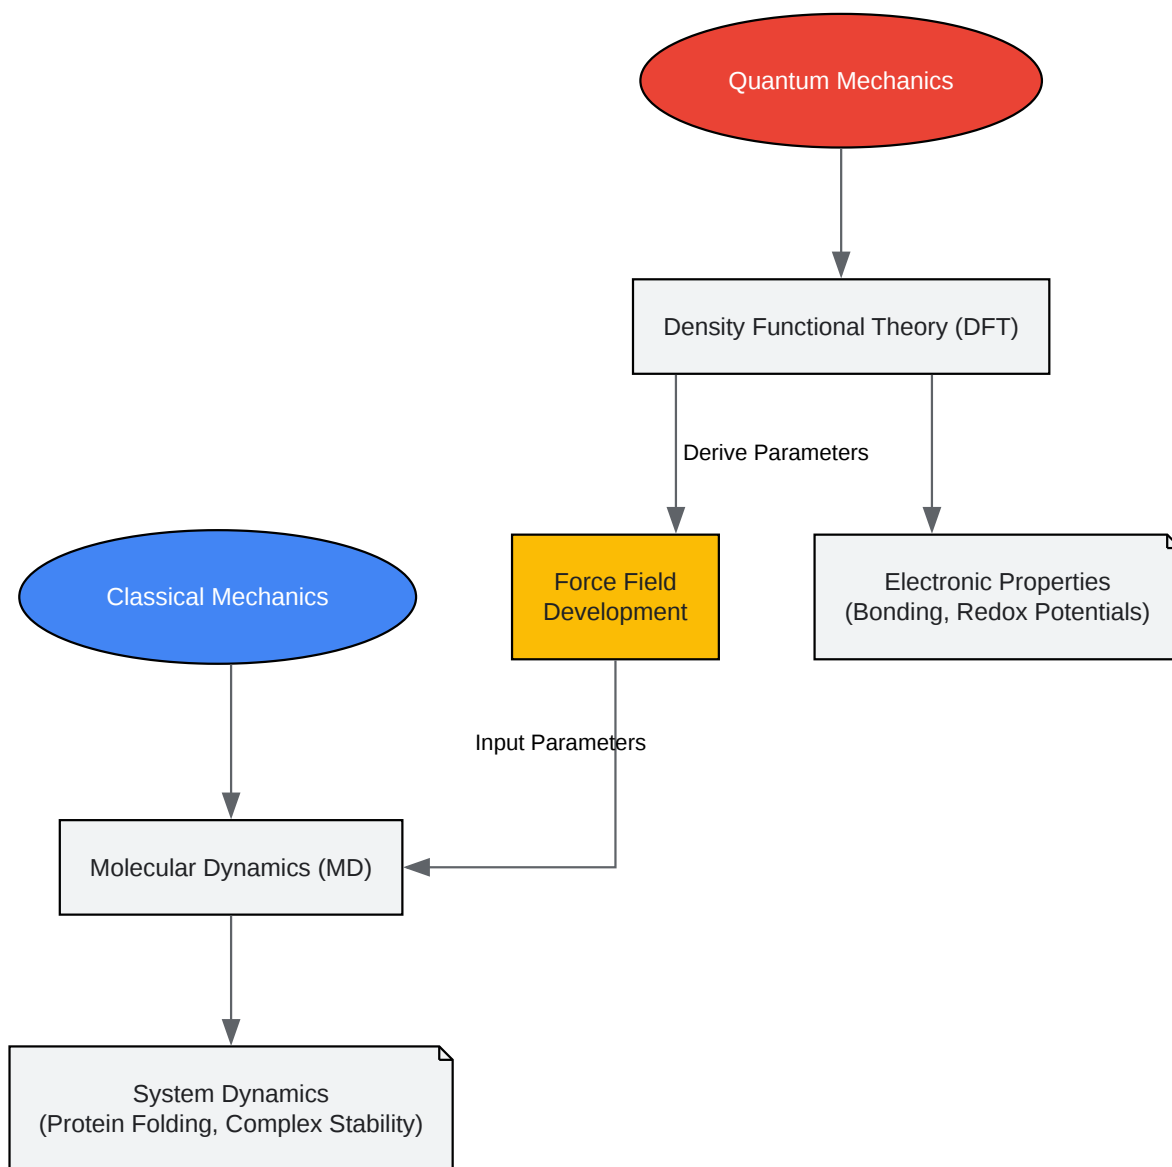 Quantum Mechanics
Density Functional Theory (DFT)
Derive Parameters
Force Field
Development
Electronic Properties
(Bonding, Redox Potentials)
Classical Mechanics
Input Parameters
Molecular Dynamics (MD)
System Dynamics
(Protein Folding, Complex Stability)